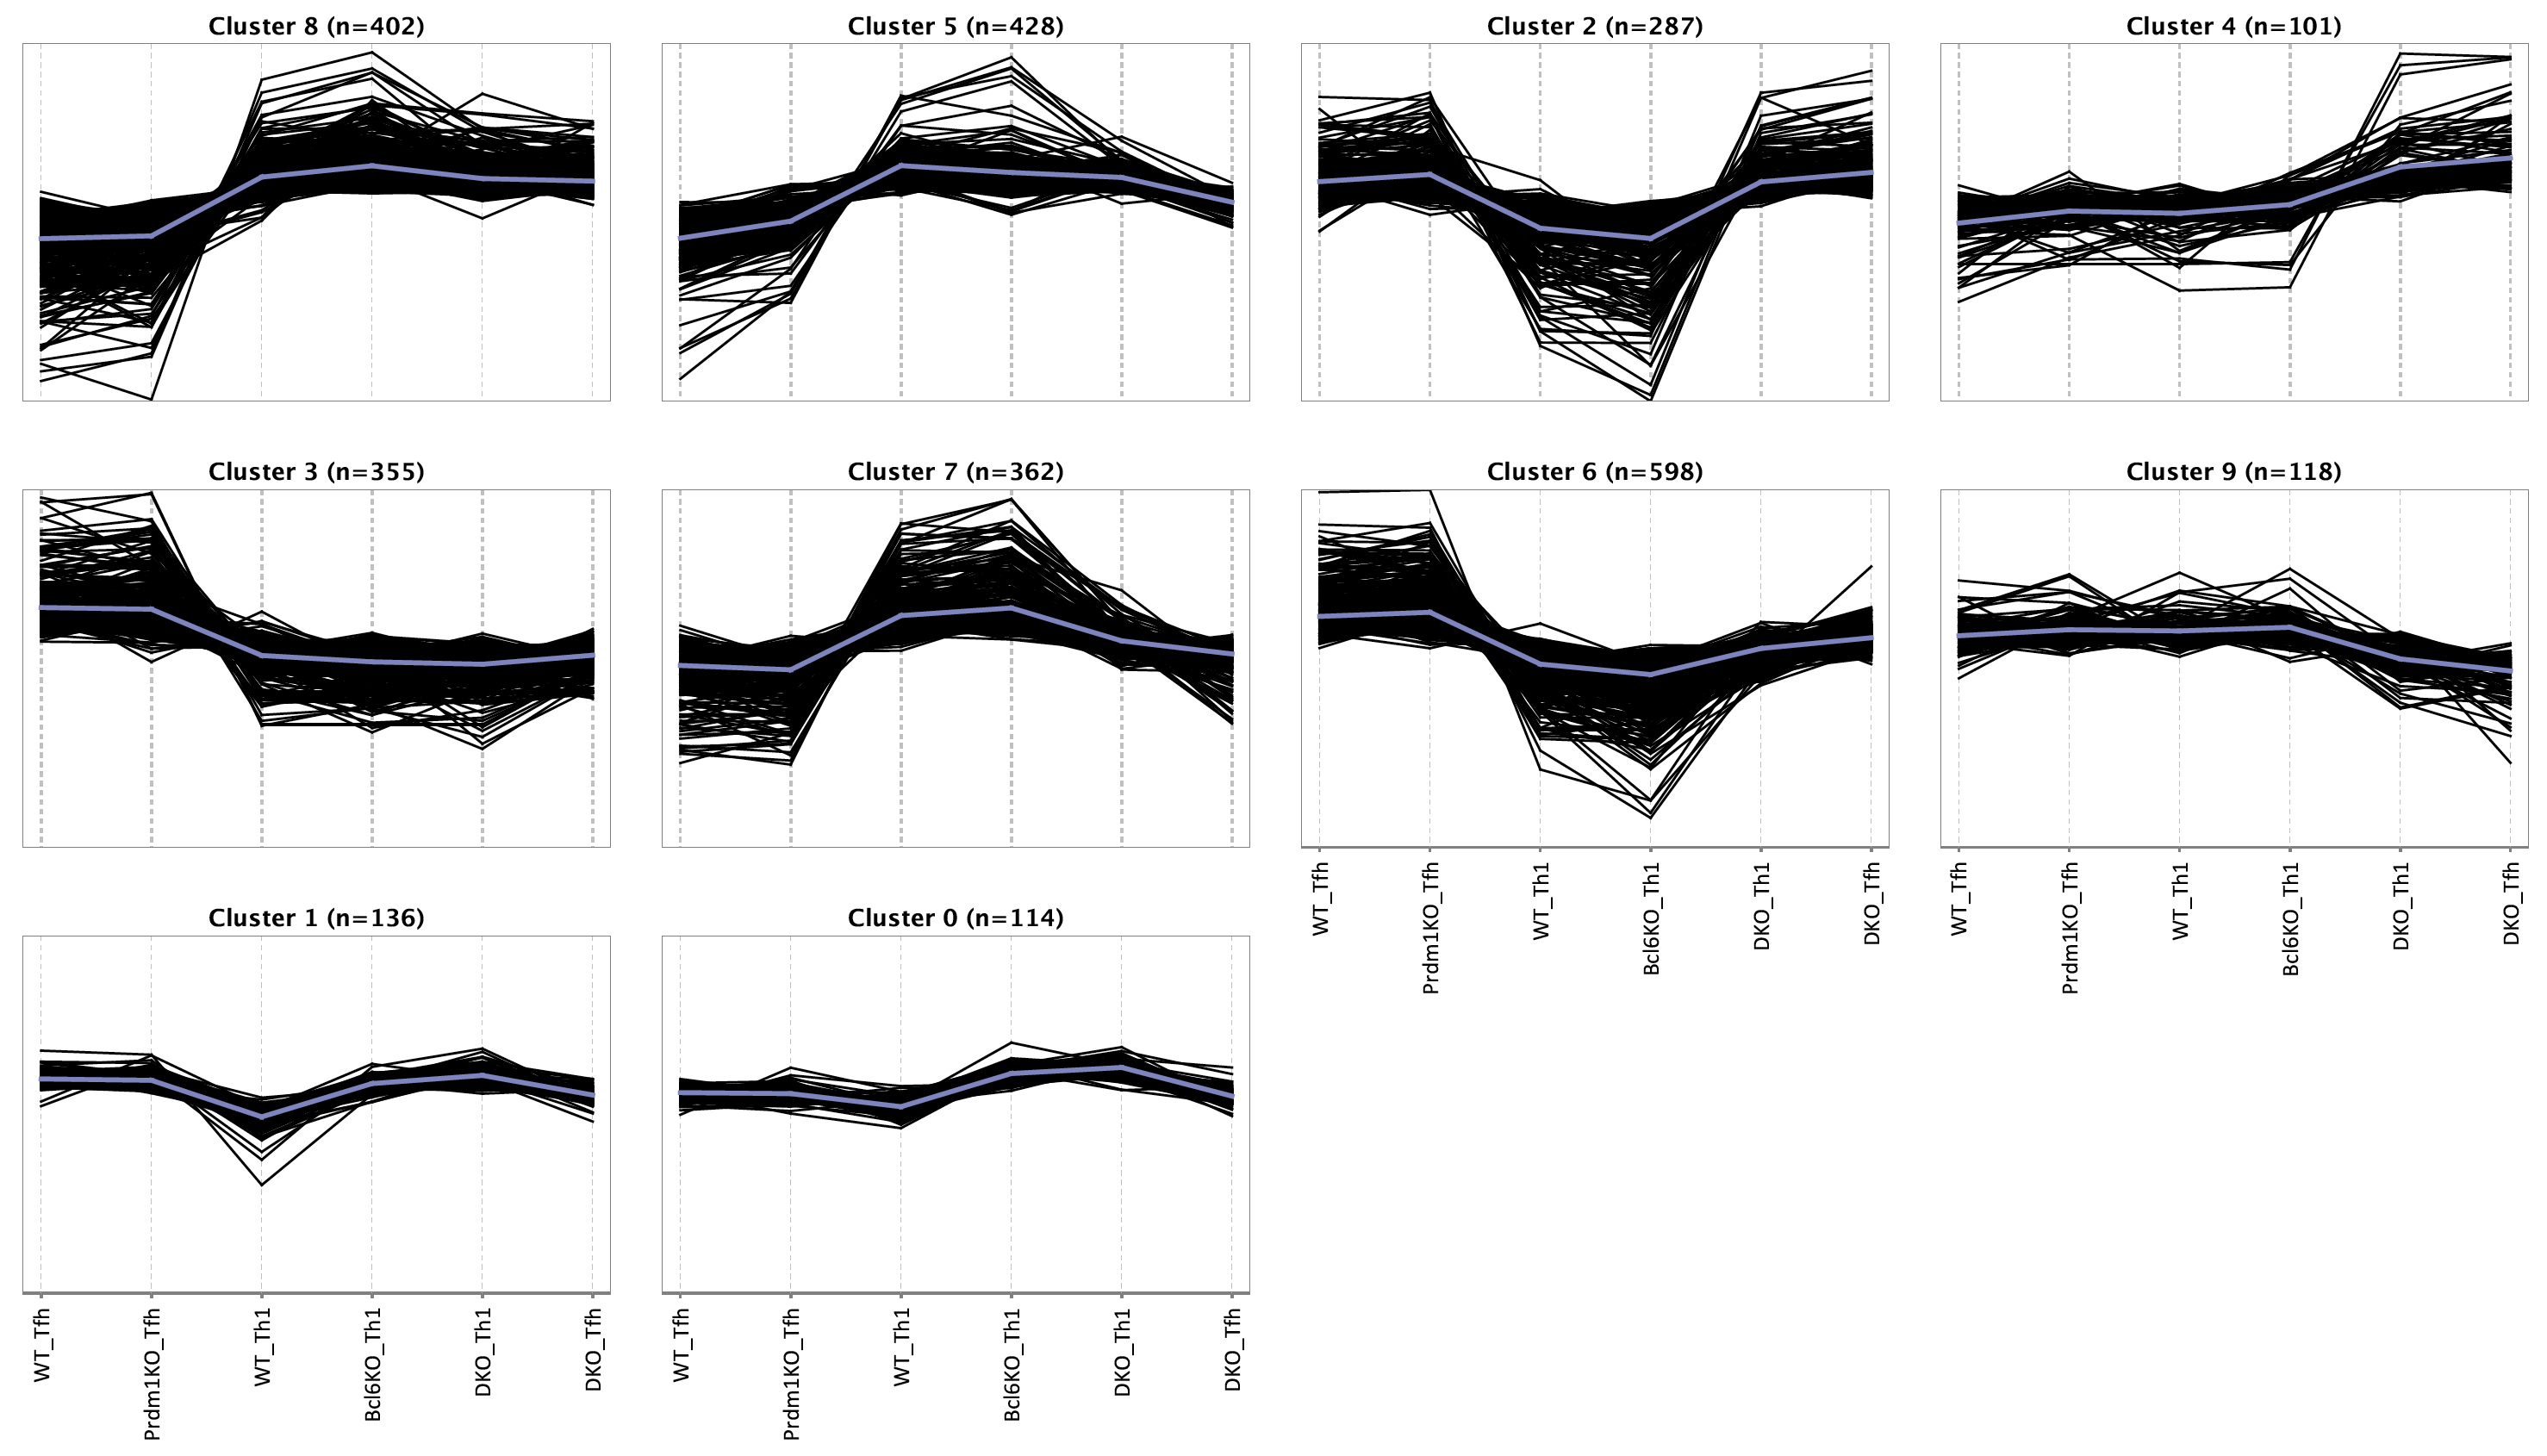 Cluster 8 (n=402)
Cluster 5 (n=428)
Cluster 2 (n=287)
Cluster 4 (n=101)
Cluster 3 (n=355)
Cluster 7 (n=362)
Cluster 6 (n=598)
Cluster 9 (n=118)
WT_Tfh
Prdm1KO_Tfh
WT_Th1
Bcl6KO_Th1
DKO_Th1
DKO_Tfh
WT_Tfh
Prdm1KO_Tfh
WT_Th1
Bcl6KO_Th1
DKO_Th1
DKO_Tfh
Cluster 1 (n=136)
Cluster 0 (n=114)
WT_Tfh
Prdm1KO_Tfh
WT_Th1
Bcl6KO_Th1
DKO_Th1
DKO_Tfh
WT_Tfh
Prdm1KO_Tfh
WT_Th1
Bcl6KO_Th1
DKO_Th1
DKO_Tfh